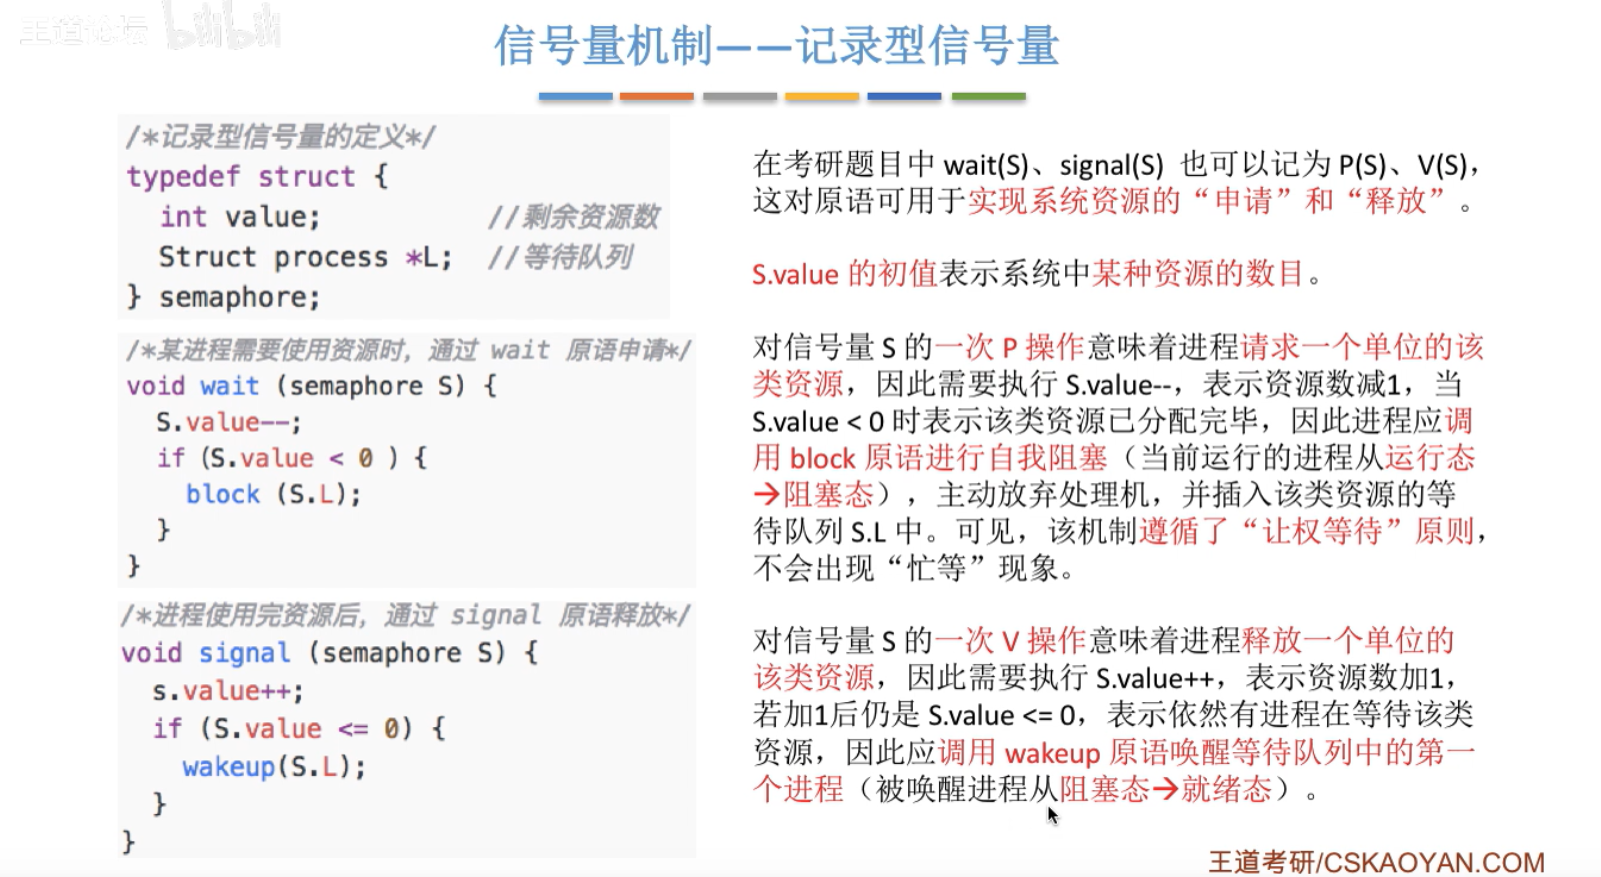 王道论坛 bilibili
信号量机制——记录型信号量
/*记录型信号量的定义*/
typedef struct {
int value; //剩余资源数
Struct process *L; //等待队列
} semaphore;
/*某进程需要使用资源时，通过 wait 原语申请*/
void wait (semaphore S) {
S.value--;
if (S.value < 0 ) {
block (S.L);
}
}
/*进程使用完资源后，通过 signal 原语释放*/
void signal (semaphore S) {
s.value++;
if (S.value <= 0) {
wakeup(S.L);
}
}
在考研题目中 wait(S)、signal(S) 也可以记为 P(S)、V(S)，
这对原语可用于实现系统资源的“申请”和“释放”。
S.value 的初值表示系统中某种资源的数目。
对信号量 S 的一次 P 操作意味着进程请求一个单位的该
类资源，因此需要执行 S.value--，表示资源数减1，当
S.value < 0 时表示该类资源已分配完毕，因此进程应调
用 block 原语进行自我阻塞（当前运行的进程从运行态
→阻塞态），主动放弃处理机，并插入该类资源的等
待队列 S.L 中。可见，该机制遵循了“让权等待”原则，
不会出现“忙等”现象。
对信号量 S 的一次 V 操作意味着进程释放一个单位的
该类资源，因此需要执行 S.value++，表示资源数加1，
若加1后仍是 S.value <= 0，表示依然有进程在等待该类
资源，因此应调用 wakeup 原语唤醒等待队列中的第一
个进程（被唤醒进程从阻塞态→就绪态）。
王道考研/CSKAOYAN.COM